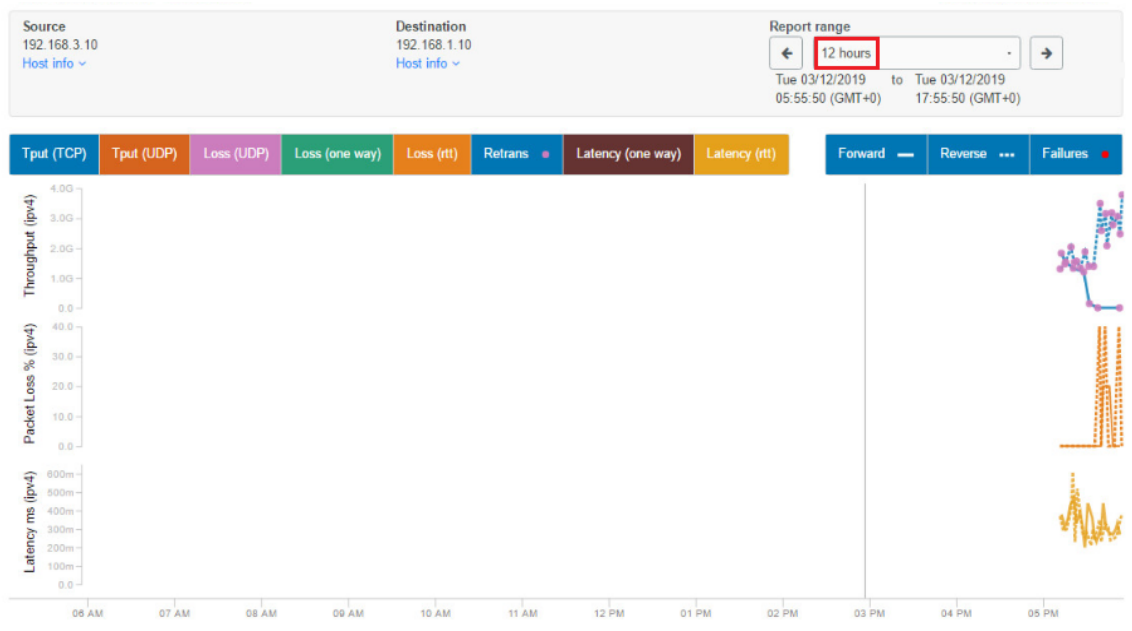 Source
192.168.3.10
Host info
Destination
192.168.1.10
Host info
Report range
12 hours
Tue 03/12/2019 to Tue 03/12/2019
05:55:50 (GMT+0) 17:55:50 (GMT+0)
Tput (TCP) Tput (UDP) Loss (UDP) Loss (one way) Loss (rtt) Retrans Latency (one way) Latency (rtt)
Forward Reverse Failures
Throughput (ipv4)
4.0G
3.0G
2.0G
1.0G
0.0
Packet Loss % (ipv4)
40.0
30.0
20.0
10.0
0.0
Latency ms (ipv4)
600m
500m
400m
300m
200m
100m
0.0
06 AM 07 AM 08 AM 09 AM 10 AM 11 AM 12 PM 01 PM 02 PM 03 PM 04 PM 05 PM